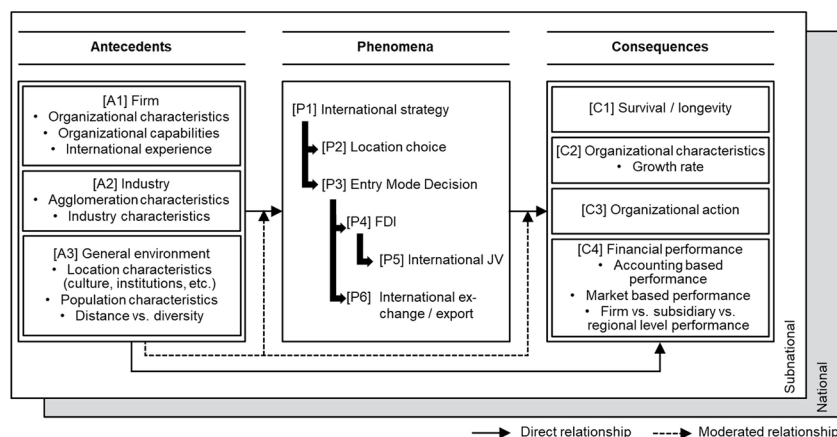 Antecedents
Phenomena
Consequences
[A1] Firm
• Organizational characteristics
• Organizational capabilities
• International experience
[A2] Industry
• Agglomeration characteristics
• Industry characteristics
[A3] General environment
• Location characteristics
(culture, institutions, etc.)
• Population characteristics
• Distance vs. diversity
[P1] International strategy
[P2] Location choice
[P3] Entry Mode Decision
[P4] FDI
[P5] International JV
[P6] International ex-
change / export
[C1] Survival / longevity
[C2] Organizational characteristics
• Growth rate
[C3] Organizational action
[C4] Financial performance
• Accounting based
performance
• Market based performance
• Firm vs. subsidiary vs.
regional level performance
Subnational
National
Direct relationship
Moderated relationship